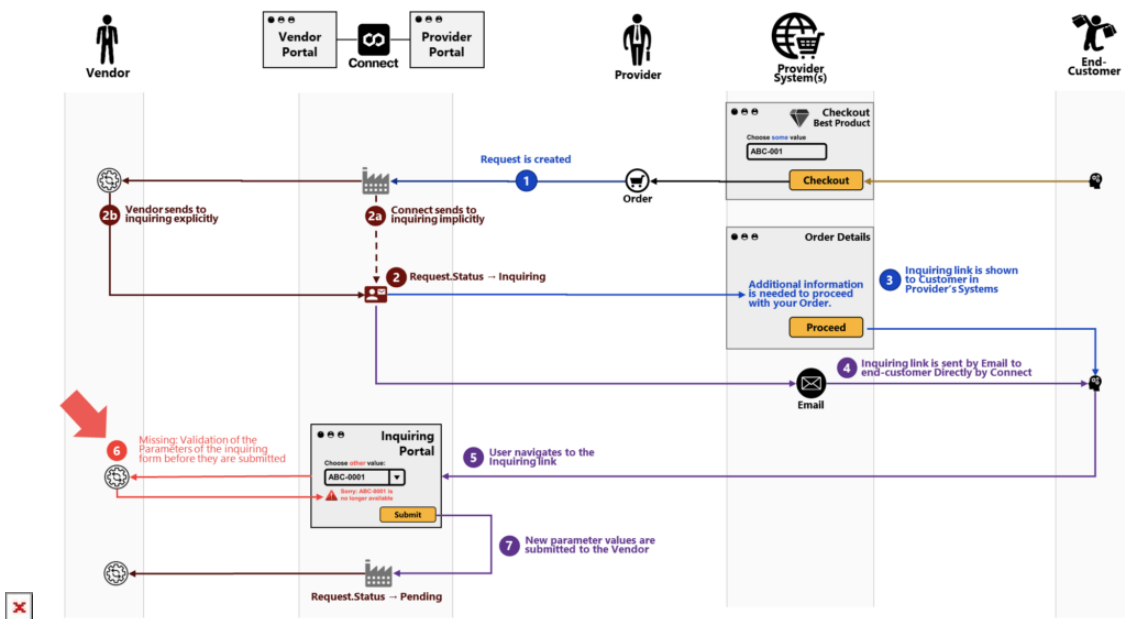 Vendor
Portal
Connect
Provider
Portal
Vendor
Provider
Provider
System(s)
End-
Customer
Checkout
Best Product
Choose some value
ABC-001
Checkout
Request is created
1
Order
2b
Vendor sends to
inquiring explicitly
2a
Connect sends to
inquiring implicitly
2
Request.Status → Inquiring
Order Details
Additional information
is needed to proceed
with your Order.
Proceed
3
Inquiring link is shown
to Customer in
Provider's Systems
4
Inquiring link is sent by Email to
end-customer Directly by Connect
Email
6
Missing: Validation of the
Parameters of the inquiring
form before they are submitted
Inquiring
Portal
Choose other value:
ABC-0001
Sorry: ABC-0001 is
no longer available
Submit
5
User navigates to the
Inquiring link
7
New parameter values are
submitted to the Vendor
Request.Status → Pending